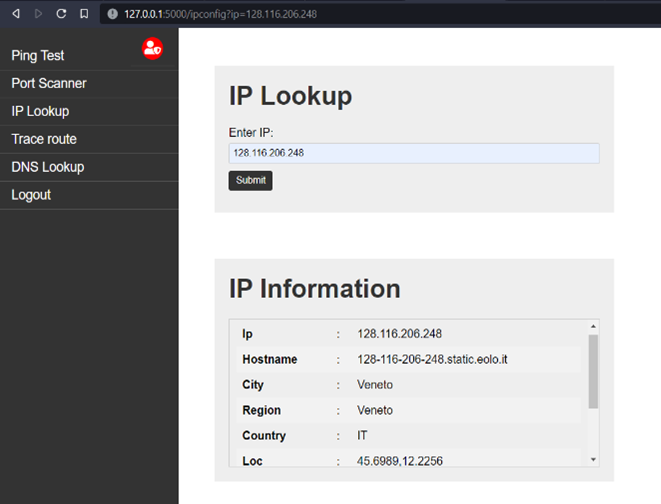 127.0.0.1:5000/ipconfig?ip=128.116.206.248
Ping Test
Port Scanner
IP Lookup
Trace route
DNS Lookup
Logout
IP Lookup
Enter IP:
128.116.206.248
Submit
IP Information
Ip : 128.116.206.248
Hostname : 128-116-206-248.static.eolo.it
City : Veneto
Region : Veneto
Country : IT
Loc : 45.6989,12.2256